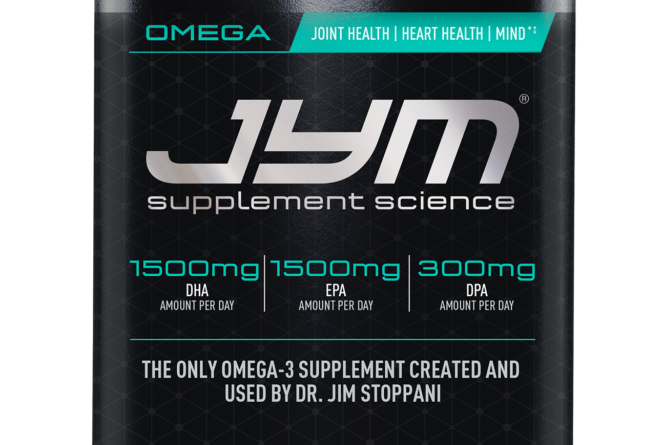 OMEGA
JOINT HEALTH | HEART HEALTH | MIND*‡
JYM®
supplement science
1500mg
DHA
AMOUNT PER DAY
1500mg
EPA
AMOUNT PER DAY
300mg
DPA
AMOUNT PER DAY
THE ONLY OMEGA-3 SUPPLEMENT CREATED AND
USED BY DR. JIM STOPPANI